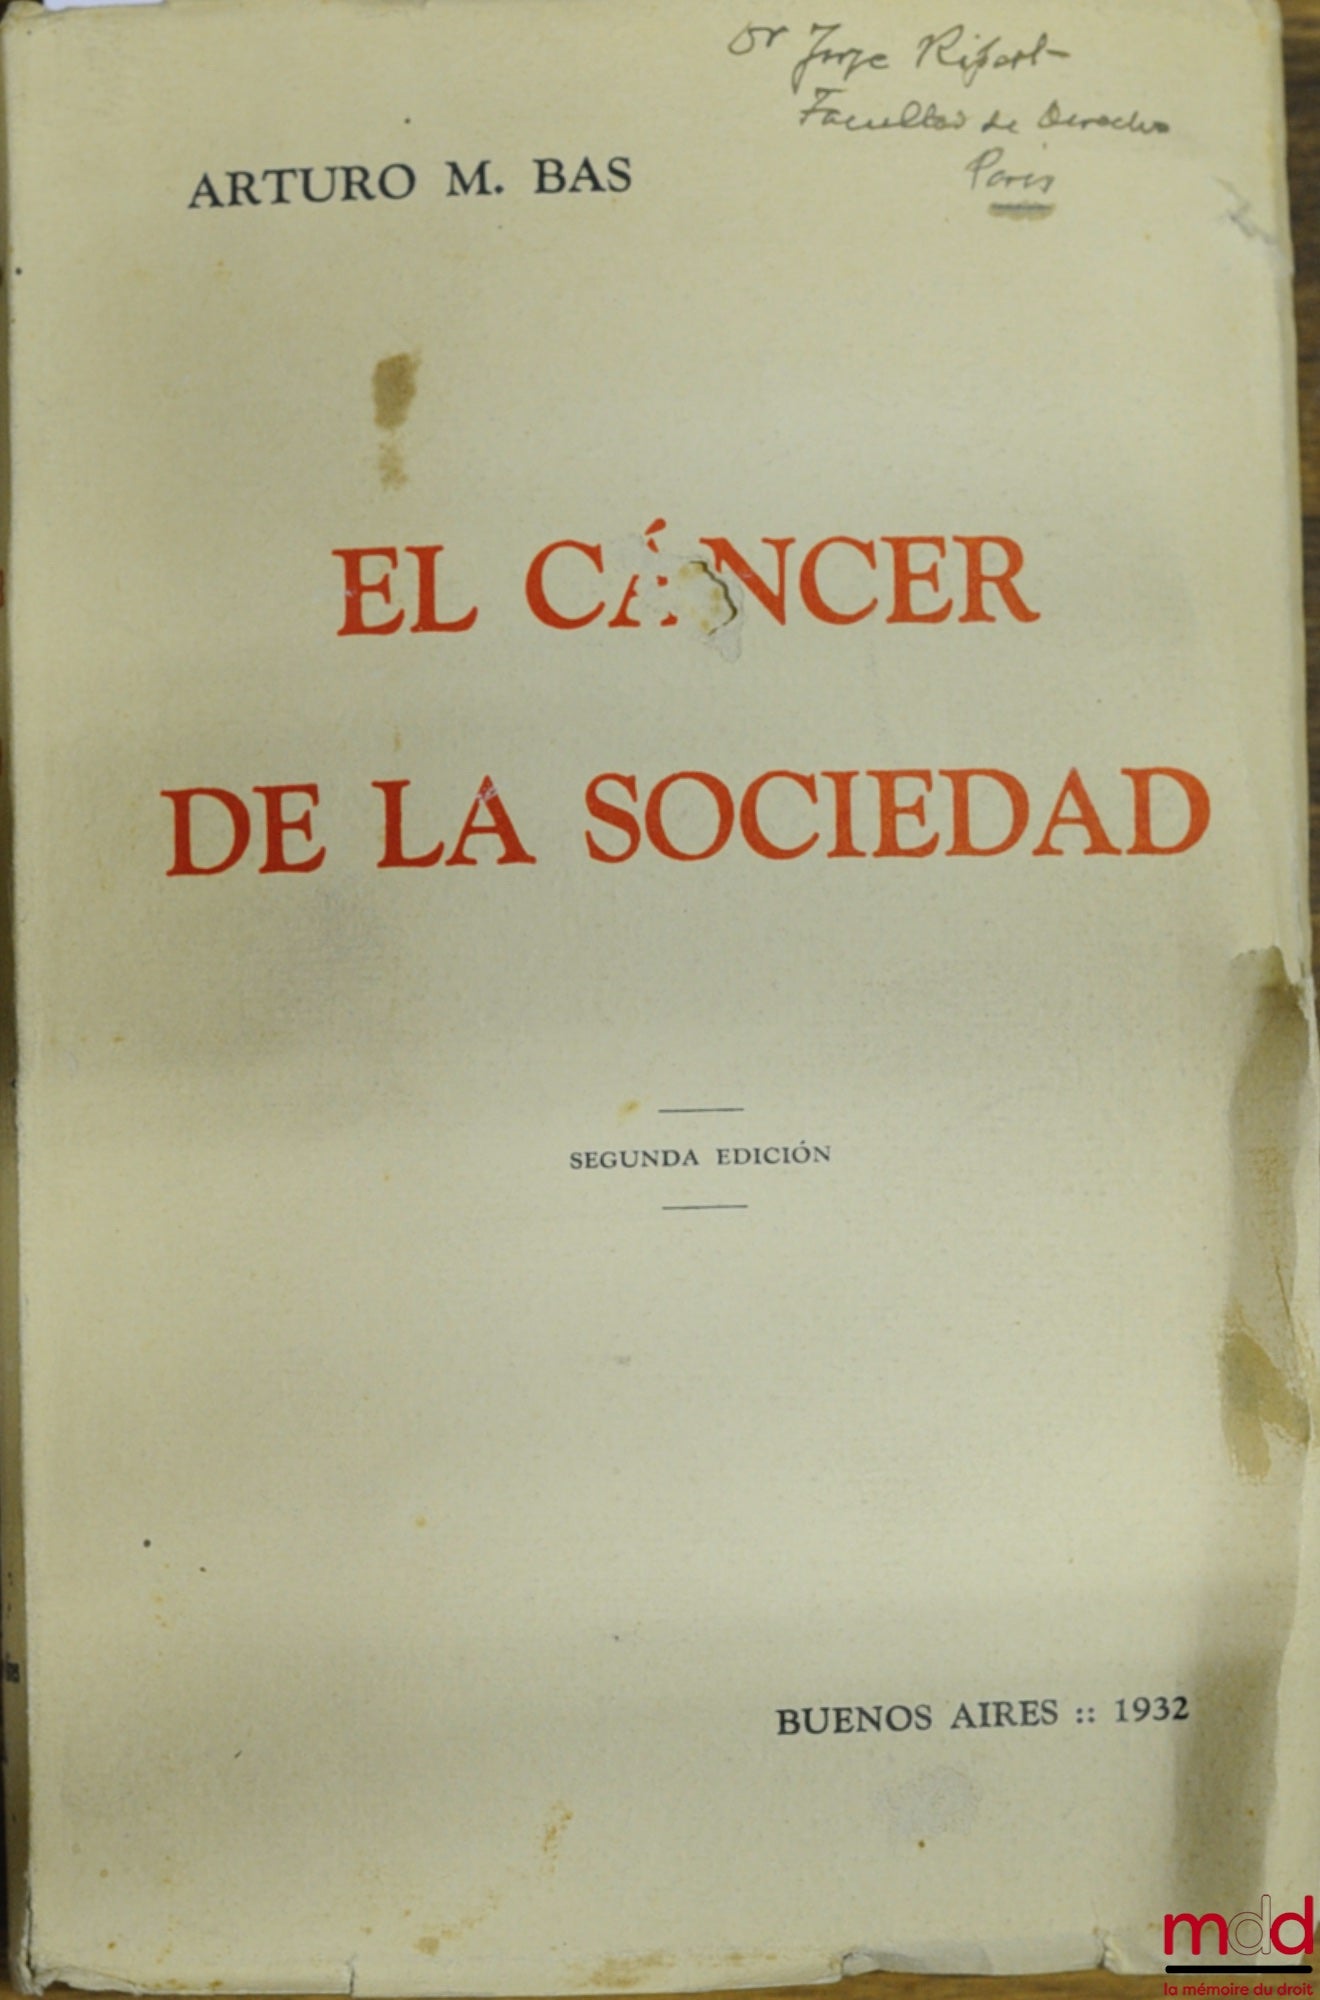 Dr Jorje Ripert
Facultad de Derecho
Paris
ARTURO M. BAS
EL CÁNCER
DE LA SOCIEDAD
SEGUNDA EDICIÓN
BUENOS AIRES :: 1932
mdd
la mémoire du droit